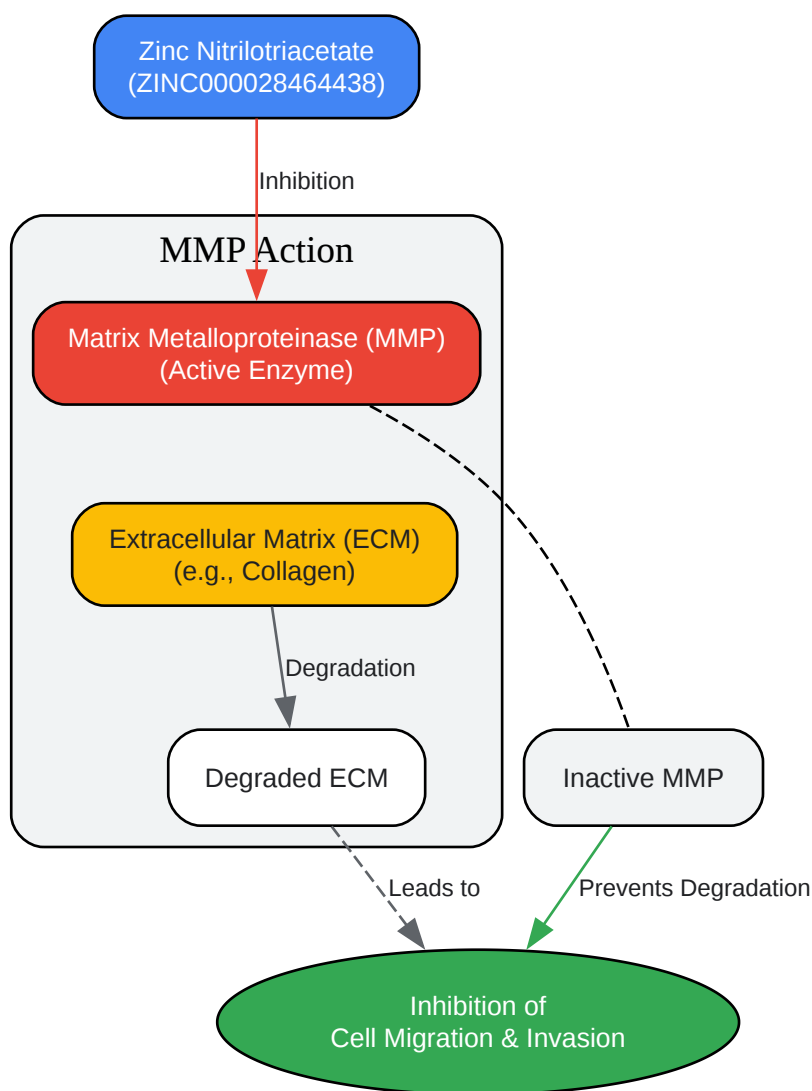 Zinc Nitrilotriacetate
(ZINC000028464438)
Inhibition
MMP Action
Matrix Metalloproteinase (MMP)
(Active Enzyme)
Extracellular Matrix (ECM)
(e.g., Collagen)
Degradation
Degraded ECM
Inactive MMP
Leads to
Prevents Degradation
Inhibition of
Cell Migration & Invasion